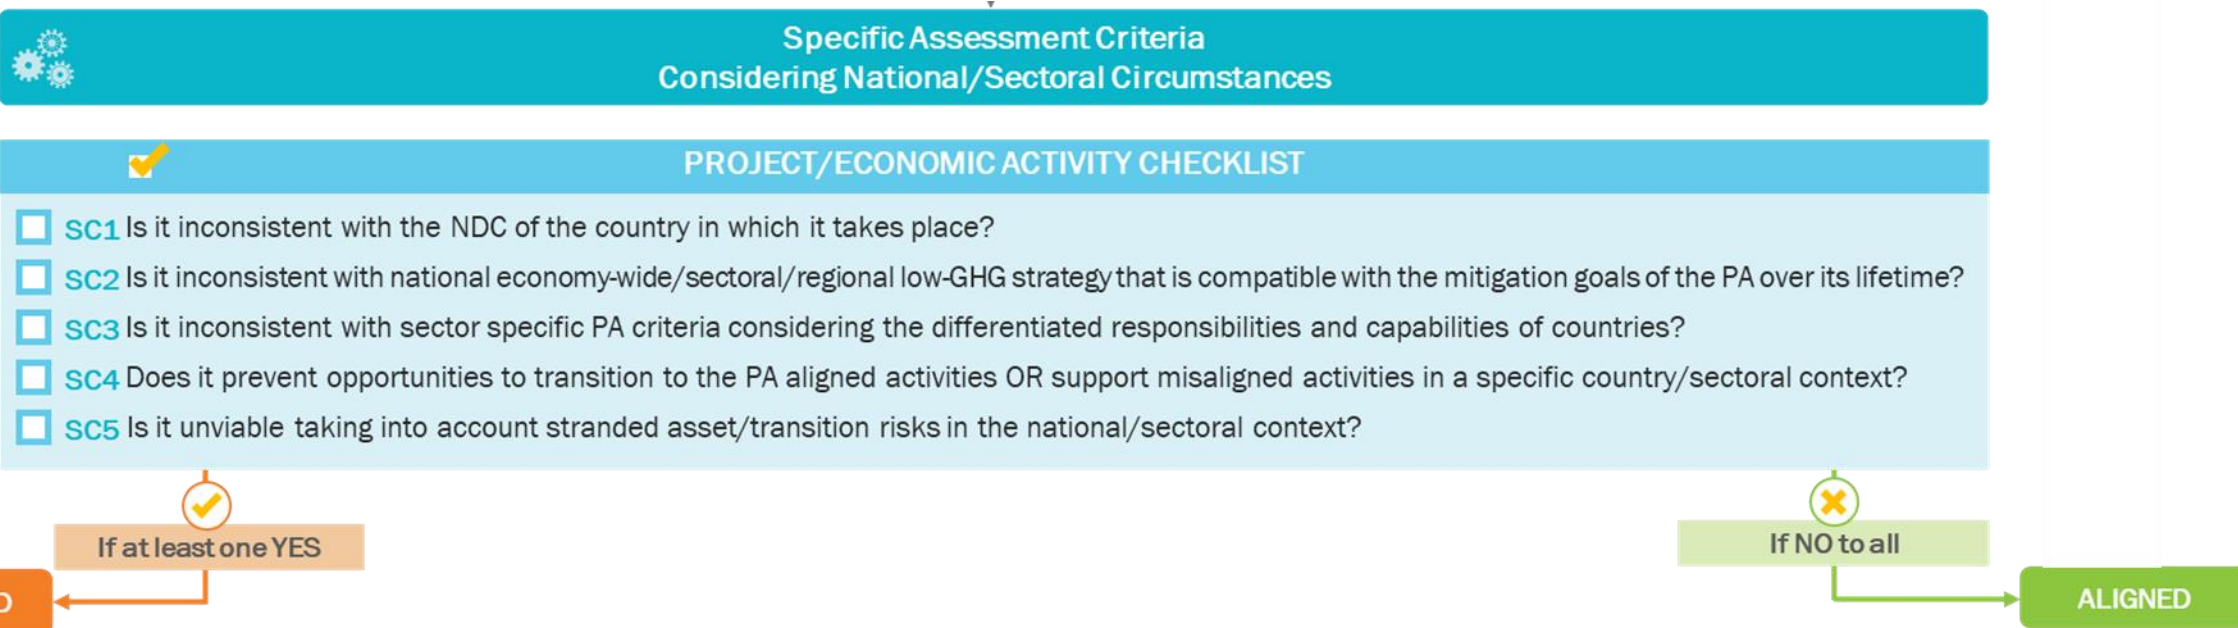 Specific Assessment Criteria
Considering National/Sectoral Circumstances
PROJECT/ECONOMIC ACTIVITY CHECKLIST
SC1 Is it inconsistent with the NDC of the country in which it takes place?
SC2 Is it inconsistent with national economy-wide/sectoral/regional low-GHG strategy that is compatible with the mitigation goals of the PA over its lifetime?
SC3 Is it inconsistent with sector specific PA criteria considering the differentiated responsibilities and capabilities of countries?
SC4 Does it prevent opportunities to transition to the PA aligned activities OR support misaligned activities in a specific country/sectoral context?
SC5 Is it unviable taking into account stranded asset/transition risks in the national/sectoral context?
If at least one YES
If NO to all
D
ALIGNED